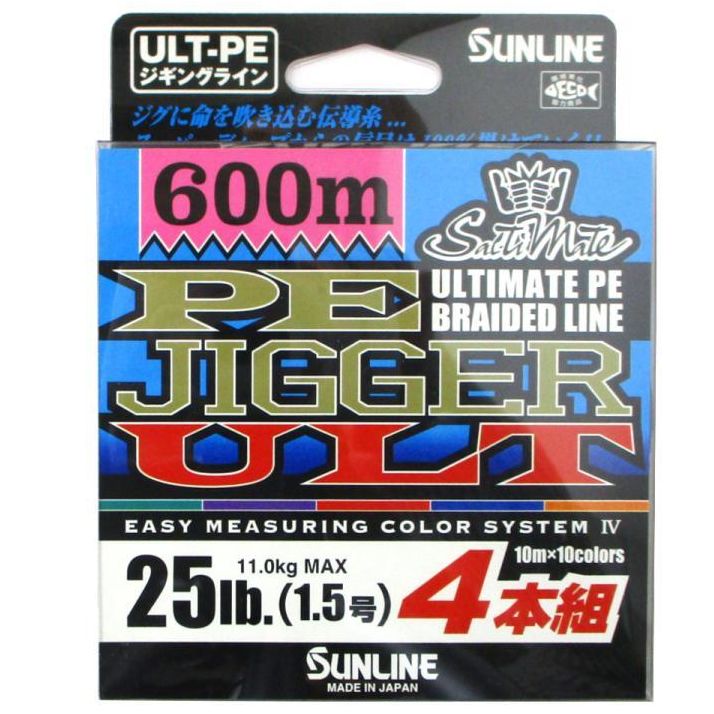 ULT-PE
ジギングライン
SUNLINE
ECO
ジグに命を吹き込む伝導糸…
600m
SaltiMate
PE
ULTIMATE PE
BRAIDED LINE
JIGGER
ULT
EASY MEASURING COLOR SYSTEM Ⅳ
10m×10colors
11.0kg MAX
25lb.(1.5号)
4本組
SUNLINE
MADE IN JAPAN